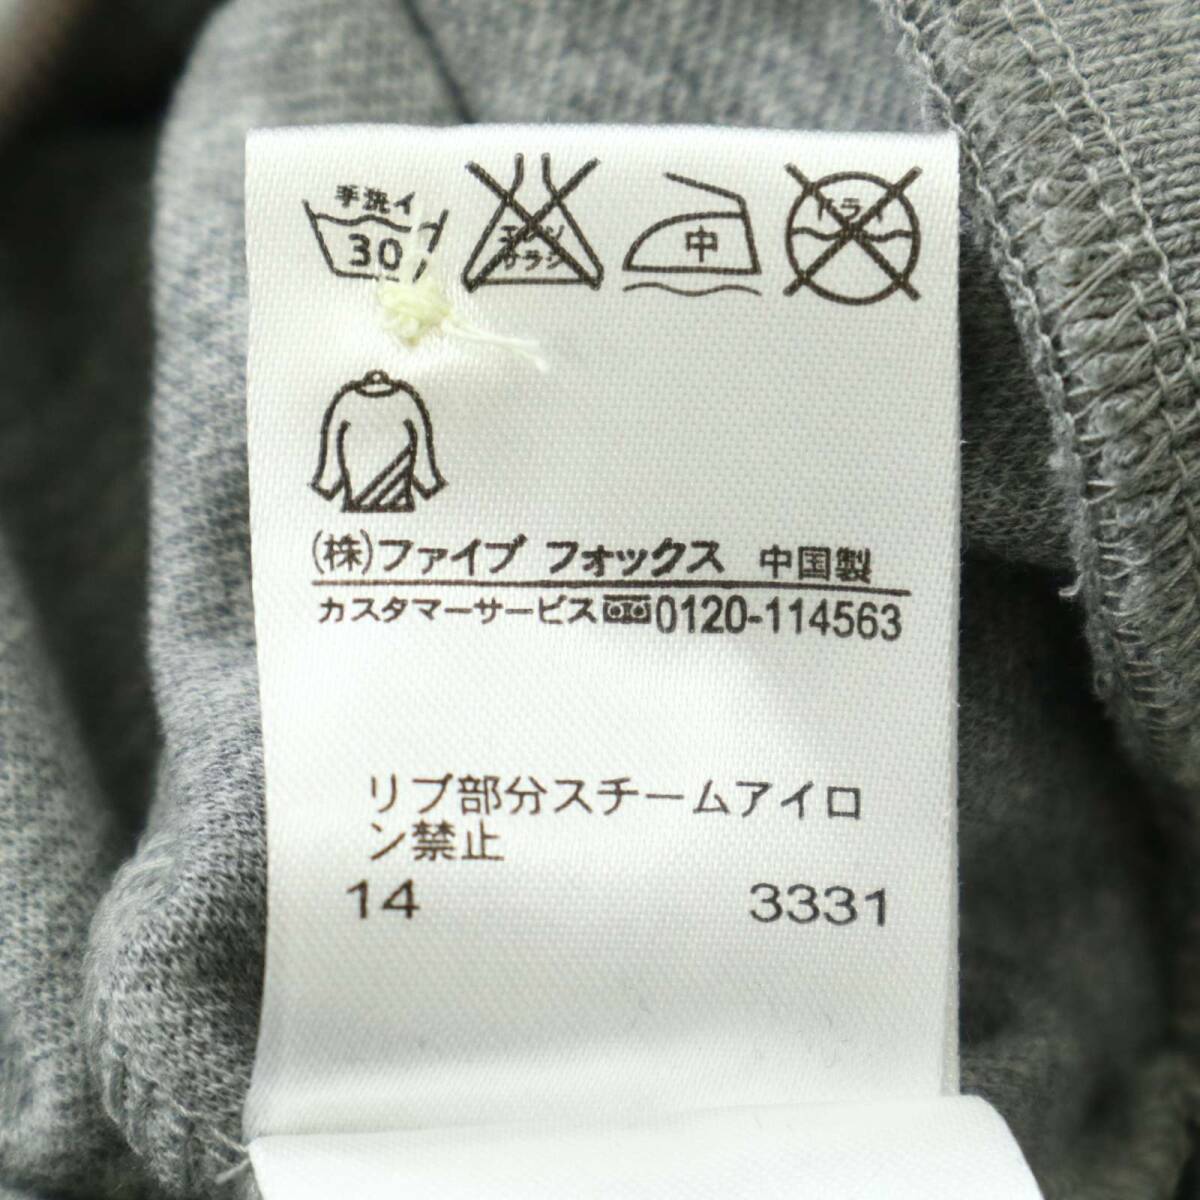 手洗イ
30
エンソ
サラシ
中
ドライ
(株)ファイブ フォックス 中国製
カスタマーサービス 0120-114563
リブ部分スチームアイロ
ン禁止
14 3331